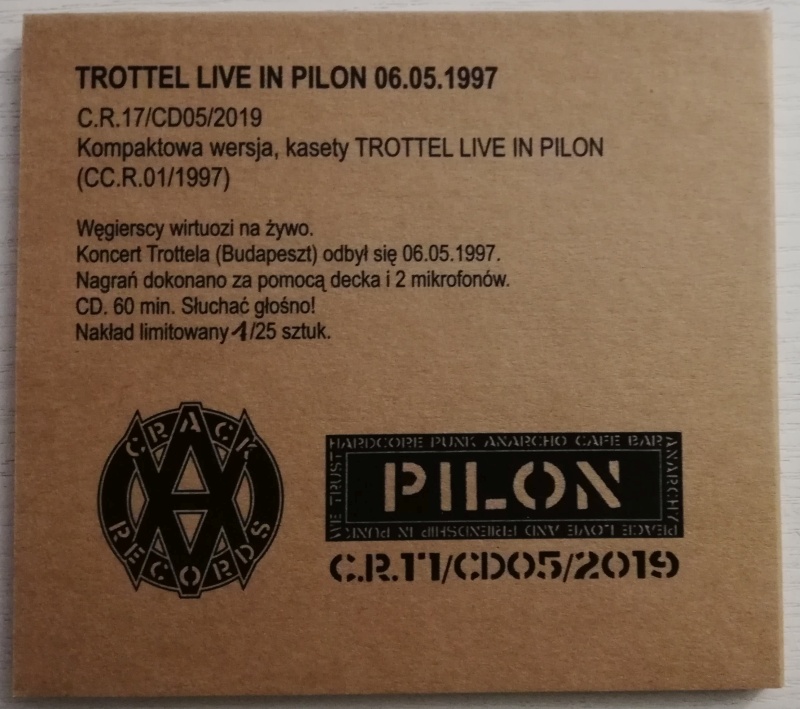 TROTTEL LIVE IN PILON 06.05.1997
C.R.17/CD05/2019
Kompaktowa wersja, kasety TROTTEL LIVE IN PILON
(CC.R.01/1997)
Węgierscy wirtuozi na żywo.
Koncert Trottela (Budapeszt) odbył się 06.05.1997.
Nagrań dokonano za pomocą decka i 2 mikrofonów.
CD. 60 min. Słuchać głośno!
Nakład limitowany 1/25 sztuk.
CRACK
RECORDS
HARDCORE PUNK ANARCHO CAFE BAR
ANARCHY
PEACE LOVE AND FRIENDSHIP IN PUNK
WE TRUST
PILON
C.R.17/CD05/2019